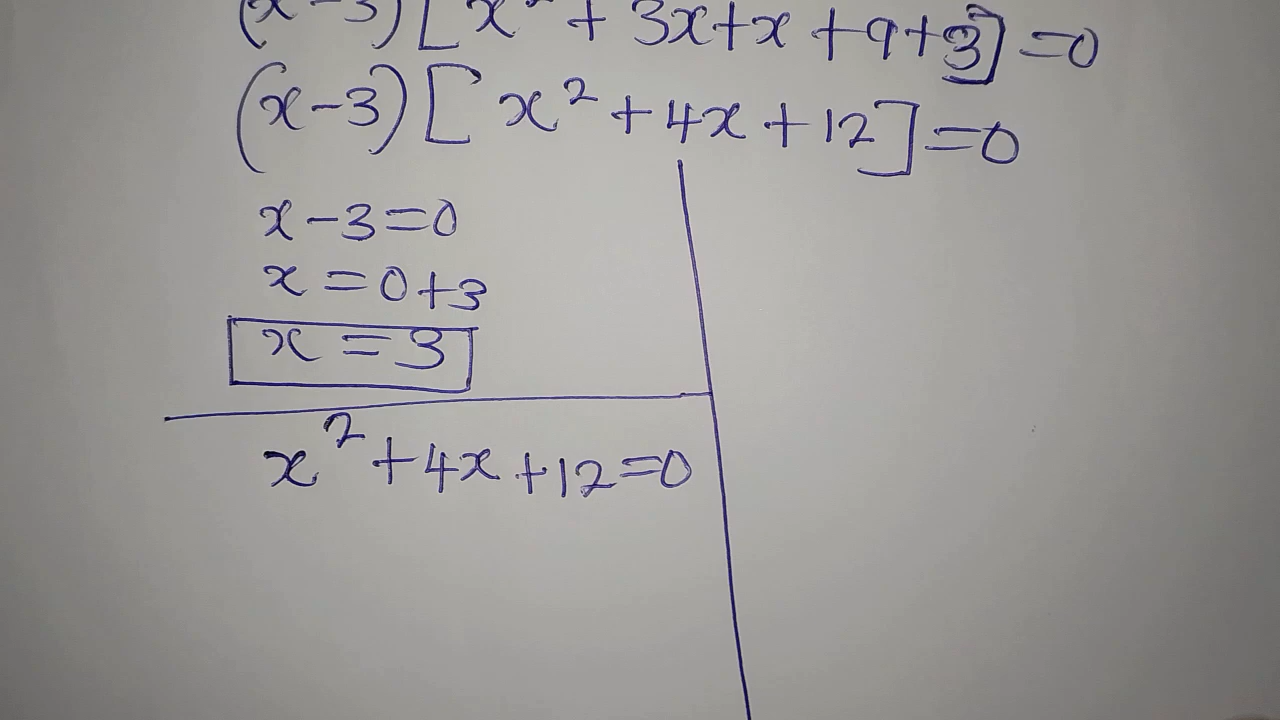 (x-3)[x² + 3x+x +9+3]=0
(x-3)[x² +4x+12]=0
x-3=0
x=0+3
x=3
x²+4x+12=0